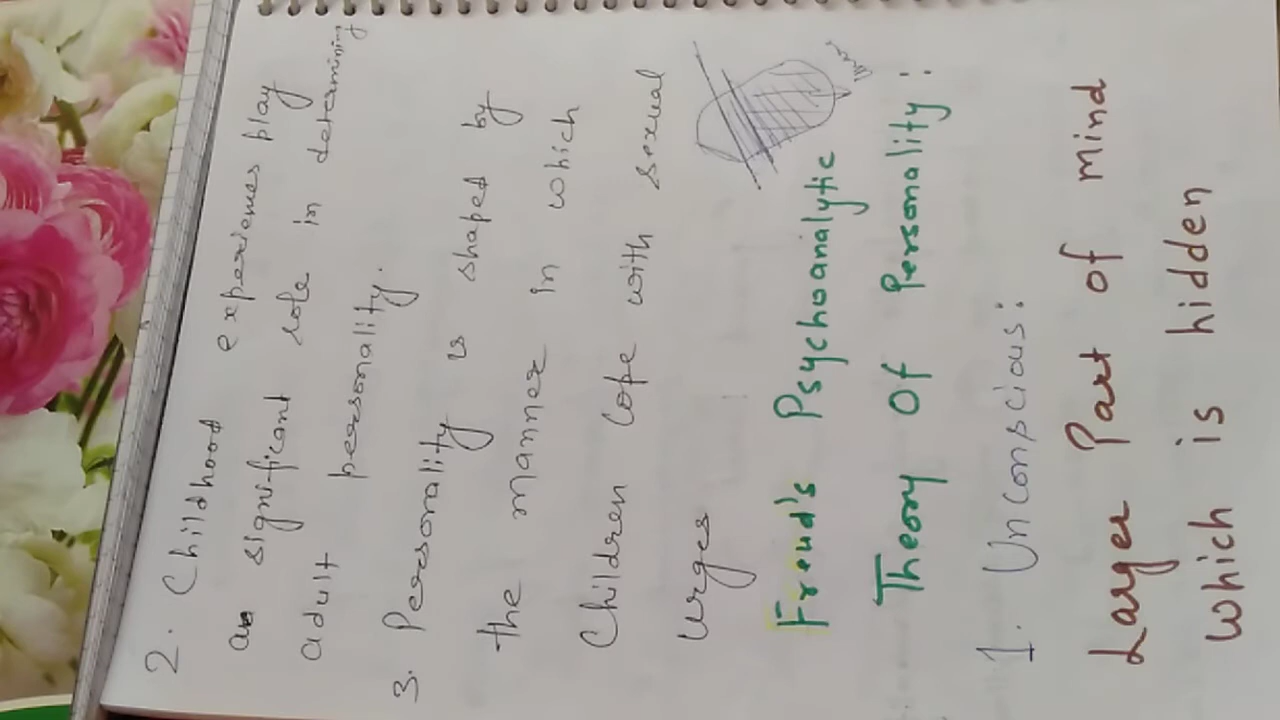 2. Childhood experiences play
a significant role in determining
adult personality.
3. Personality is shaped by
the manner in which
Children Cope with sexual
urges
Freud's Psychoanalytic
Theory Of Personality:
1. Unconscious:
Larger Part of Mind
which is hidden